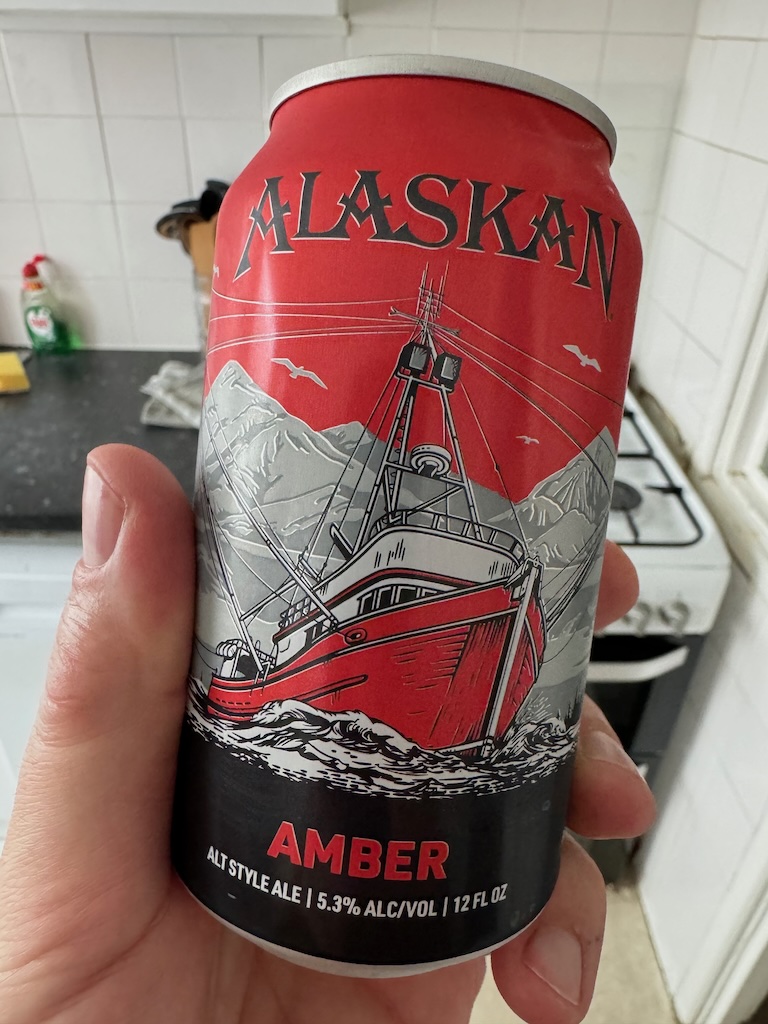 ALASKAN
AMBER
ALT STYLE ALE | 5.3% ALC/VOL | 12 FL OZ